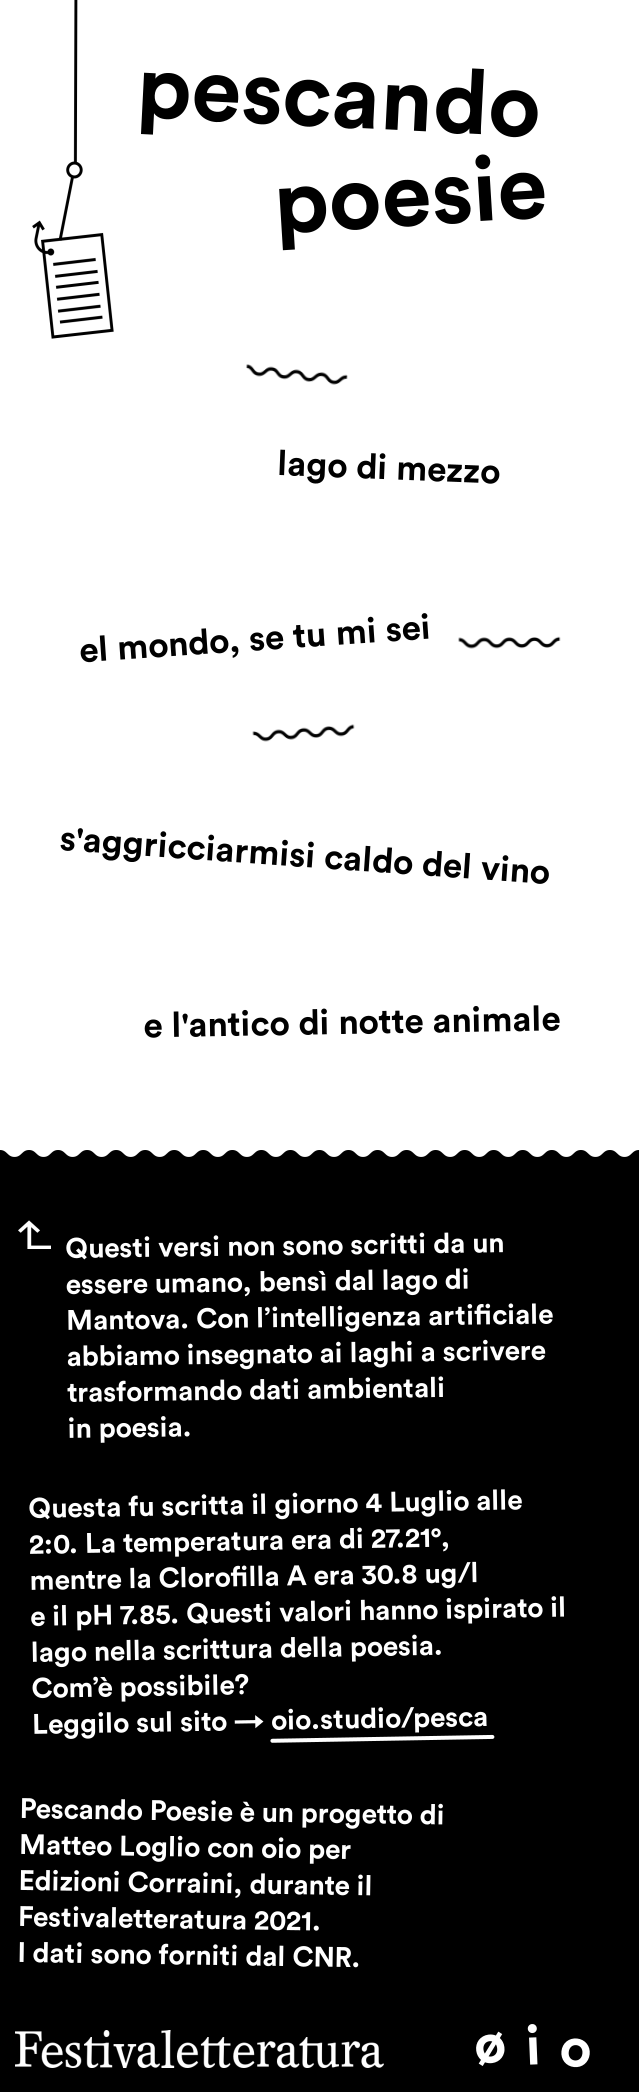 pescando
poesie
lago di mezzo
el mondo, se tu mi sei
s'aggricciarmisi caldo del vino
e l'antico di notte animale
Questi versi non sono scritti da un
essere umano, bensì dal lago di
Mantova. Con l’intelligenza artificiale
abbiamo insegnato ai laghi a scrivere
trasformando dati ambientali
in poesia.
Questa fu scritta il giorno 4 Luglio alle
2:0. La temperatura era di 27.21°,
mentre la Clorofilla A era 30.8 ug/l
e il pH 7.85. Questi valori hanno ispirato il
lago nella scrittura della poesia.
Com’è possibile?
Leggilo sul sito → oio.studio/pesca
Pescando Poesie è un progetto di
Matteo Loglio con oio per
Edizioni Corraini, durante il
Festivaletteratura 2021.
I dati sono forniti dal CNR.
Festivaletteratura
ø i o